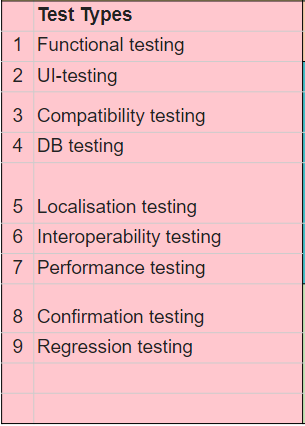 Test Types
1 Functional testing
2 UI-testing
3 Compatibility testing
4 DB testing
5 Localisation testing
6 Interoperability testing
7 Performance testing
8 Confirmation testing
9 Regression testing